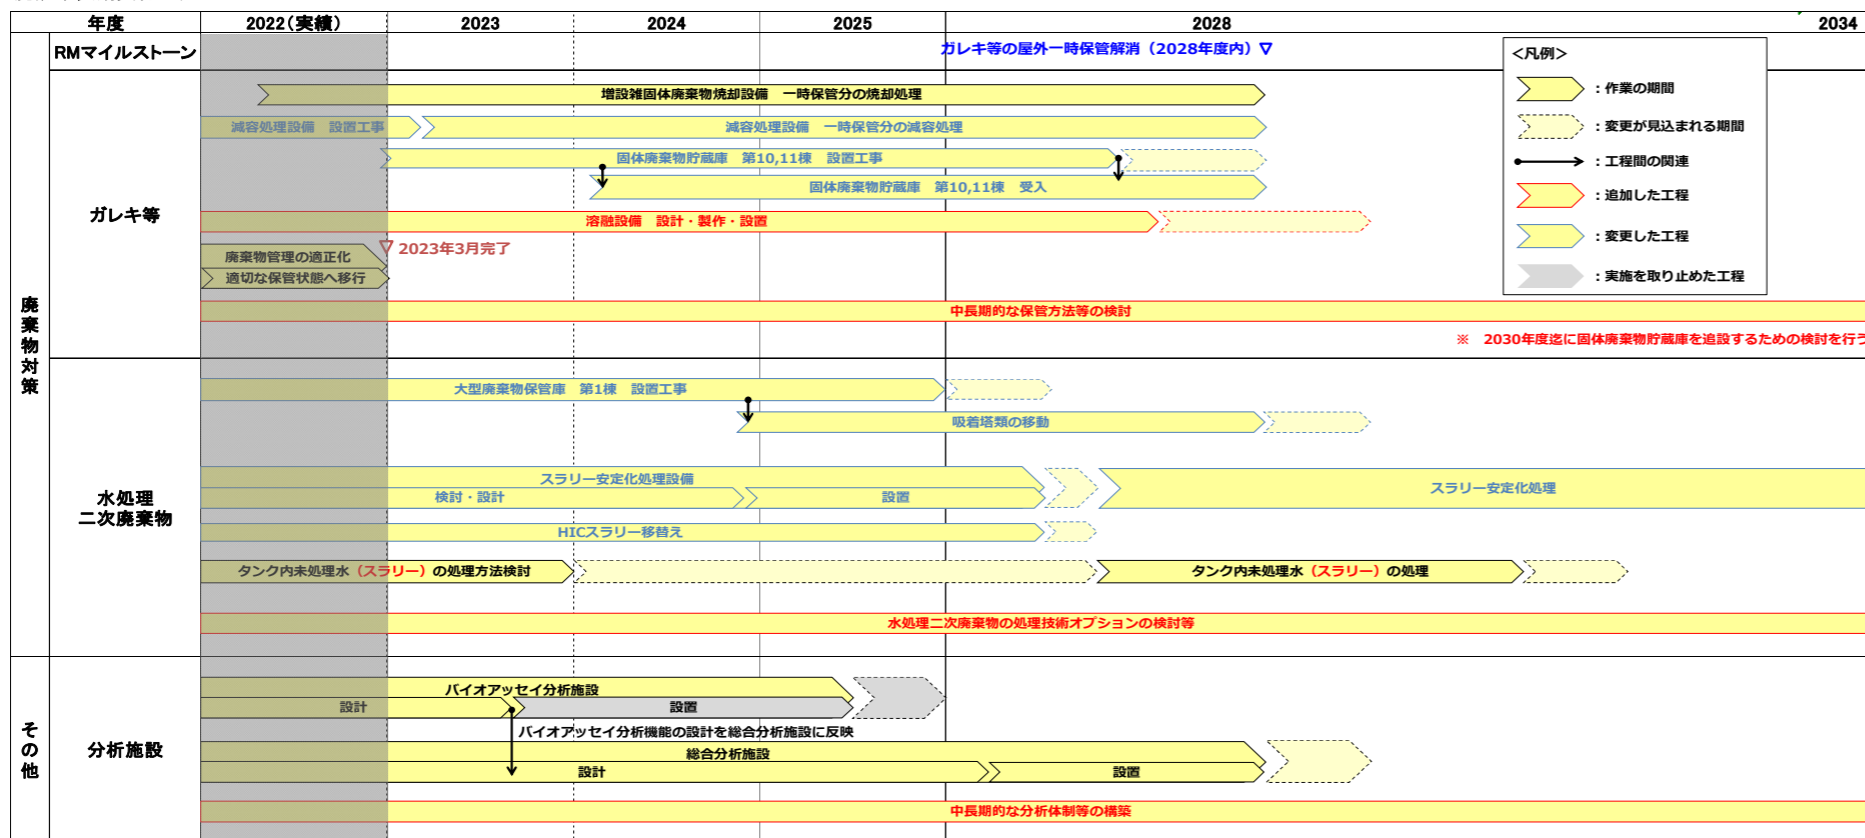 年度
2022(実績)
2023
2024
2025
2028
2034
RMマイルストーン
ガレキ等の屋外一時保管解消（2028年度内）▽
<凡例>
：作業の期間
：変更が見込まれる期間
：工程間の関連
：追加した工程
：変更した工程
：実施を取り止めた工程
廃棄物対策
ガレキ等
増設雑固体廃棄物焼却設備　一時保管分の焼却処理
減容処理設備　設置工事
減容処理設備　一時保管分の減容処理
固体廃棄物貯蔵庫　第10,11棟　設置工事
固体廃棄物貯蔵庫　第10,11棟　受入
溶融設備　設計・製作・設置
▽ 2023年3月完了
廃棄物管理の適正化
適切な保管状態へ移行
中長期的な保管方法等の検討
※　2030年度迄に固体廃棄物貯蔵庫を追設するための検討を行う
水処理
二次廃棄物
大型廃棄物保管庫　第1棟　設置工事
吸着塔類の移動
スラリー安定化処理設備
検討・設計
設置
スラリー安定化処理
HICスラリー移替え
タンク内未処理水（スラリー）の処理方法検討
タンク内未処理水（スラリー）の処理
水処理二次廃棄物の処理技術オプションの検討等
その他
分析施設
バイオアッセイ分析施設
設計
設置
バイオアッセイ分析機能の設計を総合分析施設に反映
総合分析施設
設計
設置
中長期的な分析体制等の構築